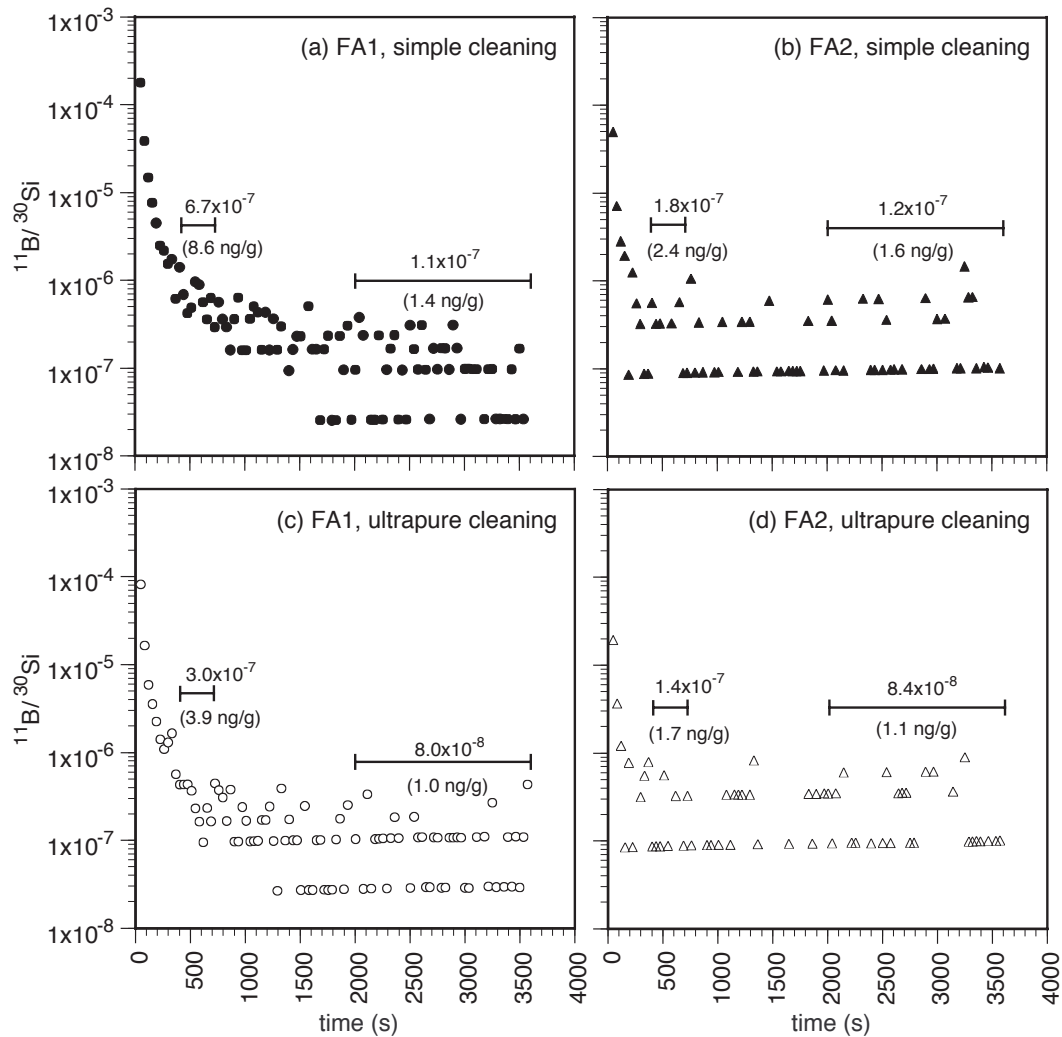 (a) FA1, simple cleaning
(b) FA2, simple cleaning
1x10⁻³
1x10⁻⁴
1x10⁻⁵
1x10⁻⁶
1x10⁻⁷
1x10⁻⁸
¹¹B/ ³⁰Si
6.7x10⁻⁷
(8.6 ng/g)
1.1x10⁻⁷
(1.4 ng/g)
1.8x10⁻⁷
(2.4 ng/g)
1.2x10⁻⁷
(1.6 ng/g)
(c) FA1, ultrapure cleaning
(d) FA2, ultrapure cleaning
1x10⁻³
1x10⁻⁴
1x10⁻⁵
1x10⁻⁶
1x10⁻⁷
1x10⁻⁸
¹¹B/ ³⁰Si
3.0x10⁻⁷
(3.9 ng/g)
8.0x10⁻⁸
(1.0 ng/g)
1.4x10⁻⁷
(1.7 ng/g)
8.4x10⁻⁸
(1.1 ng/g)
0 500 1000 1500 2000 2500 3000 3500 4000
0 500 1000 1500 2000 2500 3000 3500 4000
time (s)
time (s)